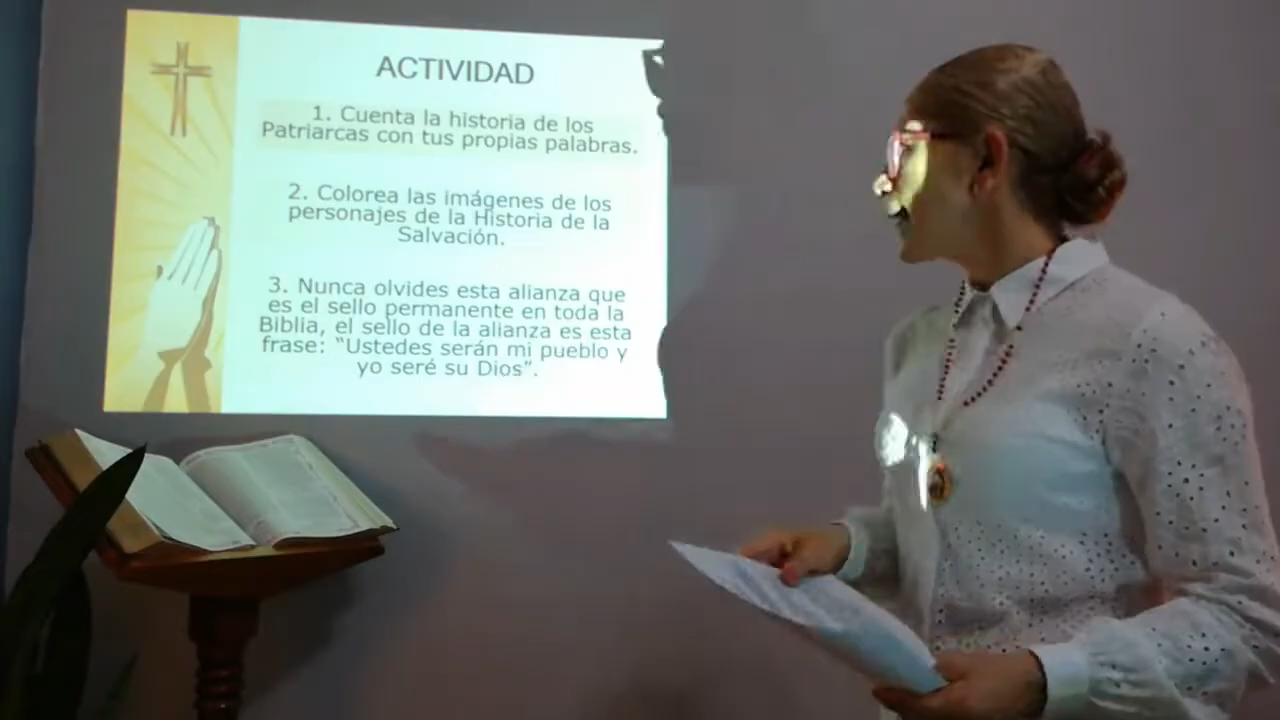 ACTIVIDAD
1. Cuenta la historia de los
Patriarcas con tus propias palabras.
2. Colorea las imágenes de los
personajes de la Historia de la
Salvación.
3. Nunca olvides esta alianza que
es el sello permanente en toda la
Biblia, el sello de la alianza es esta
frase: “Ustedes serán mi pueblo y
yo seré su Dios”.